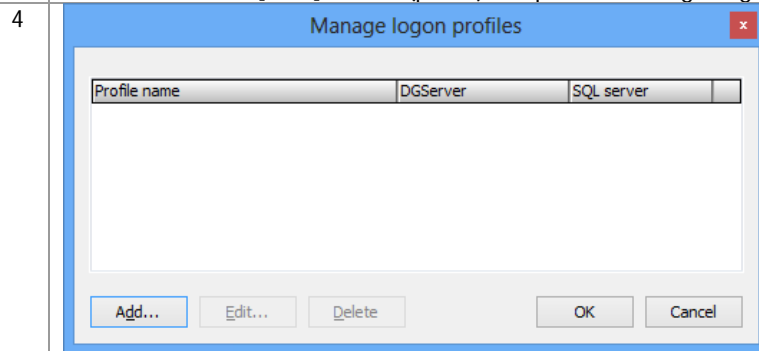 4
Manage logon profiles
x
Profile name DGServer SQL server
Add... Edit... Delete OK Cancel